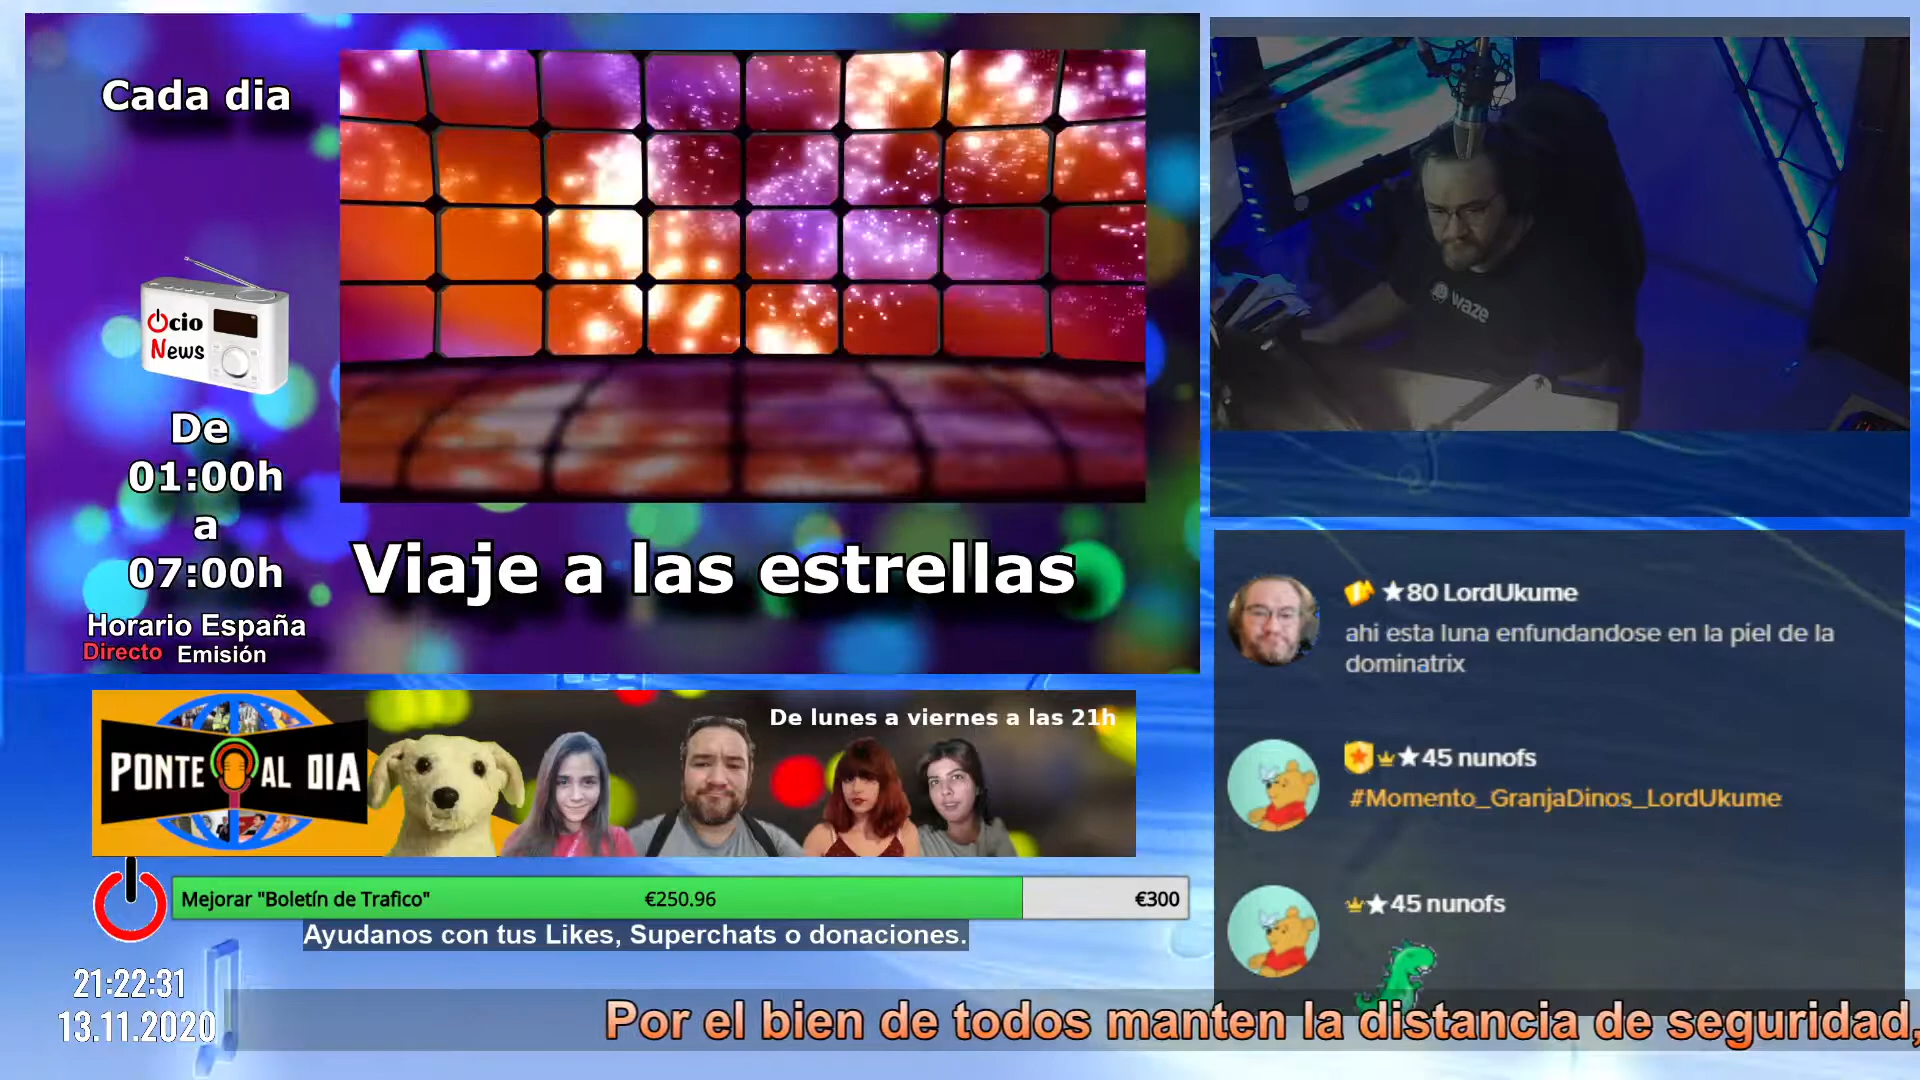 Cada dia
Ocio
News
De
01:00h
a
07:00h
Horario España
Directo Emisión
Viaje a las estrellas
waze
★80 LordUkume
ahi esta luna enfundandose en la piel de la
dominatrix
★45 nunofs
#Momento_GranjaDinos_LordUkume
★45 nunofs
De lunes a viernes a las 21h
PONTE AL DIA
Mejorar "Boletín de Trafico" €250.96 €300
Ayudanos con tus Likes, Superchats o donaciones.
21:22:31
13.11.2020
Por el bien de todos manten la distancia de seguridad,